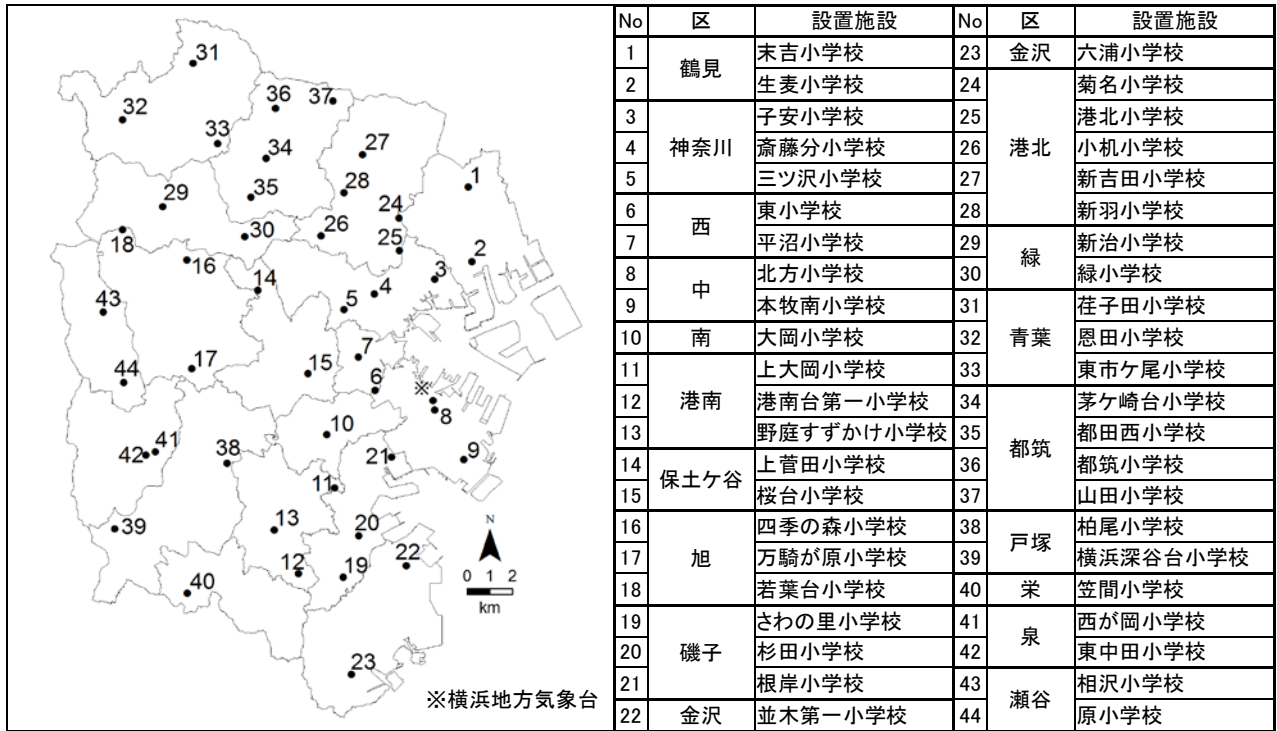 31
36
37
32
33
27
34
1
28
35
29
24
26
30
18
25
2
16
3
14
4
43
5
7
15
17
44
6
※
8
10
41
38
42
21
9
11
13
39
20
N
22
12
19
0 1 2
km
40
23
※横浜地方気象台
No 区 設置施設 No 区 設置施設
1 鶴見 末吉小学校 23 金沢 六浦小学校
2 生麦小学校 24 港北 菊名小学校
3 神奈川 子安小学校 25 港北小学校
4 斎藤分小学校 26 小机小学校
5 三ツ沢小学校 27 新吉田小学校
6 西 東小学校 28 新羽小学校
7 平沼小学校 29 緑 新治小学校
8 中 北方小学校 30 緑小学校
9 本牧南小学校 31 青葉 荏子田小学校
10 南 大岡小学校 32 恩田小学校
11 港南 上大岡小学校 33 東市ケ尾小学校
12 港南台第一小学校 34 都筑 茅ケ崎台小学校
13 野庭すずかけ小学校 35 都田西小学校
14 保土ケ谷 上菅田小学校 36 都筑小学校
15 桜台小学校 37 山田小学校
16 旭 四季の森小学校 38 戸塚 柏尾小学校
17 万騎が原小学校 39 横浜深谷台小学校
18 若葉台小学校 40 栄 笠間小学校
19 磯子 さわの里小学校 41 泉 西が岡小学校
20 杉田小学校 42 東中田小学校
21 根岸小学校 43 瀬谷 相沢小学校
22 金沢 並木第一小学校 44 原小学校